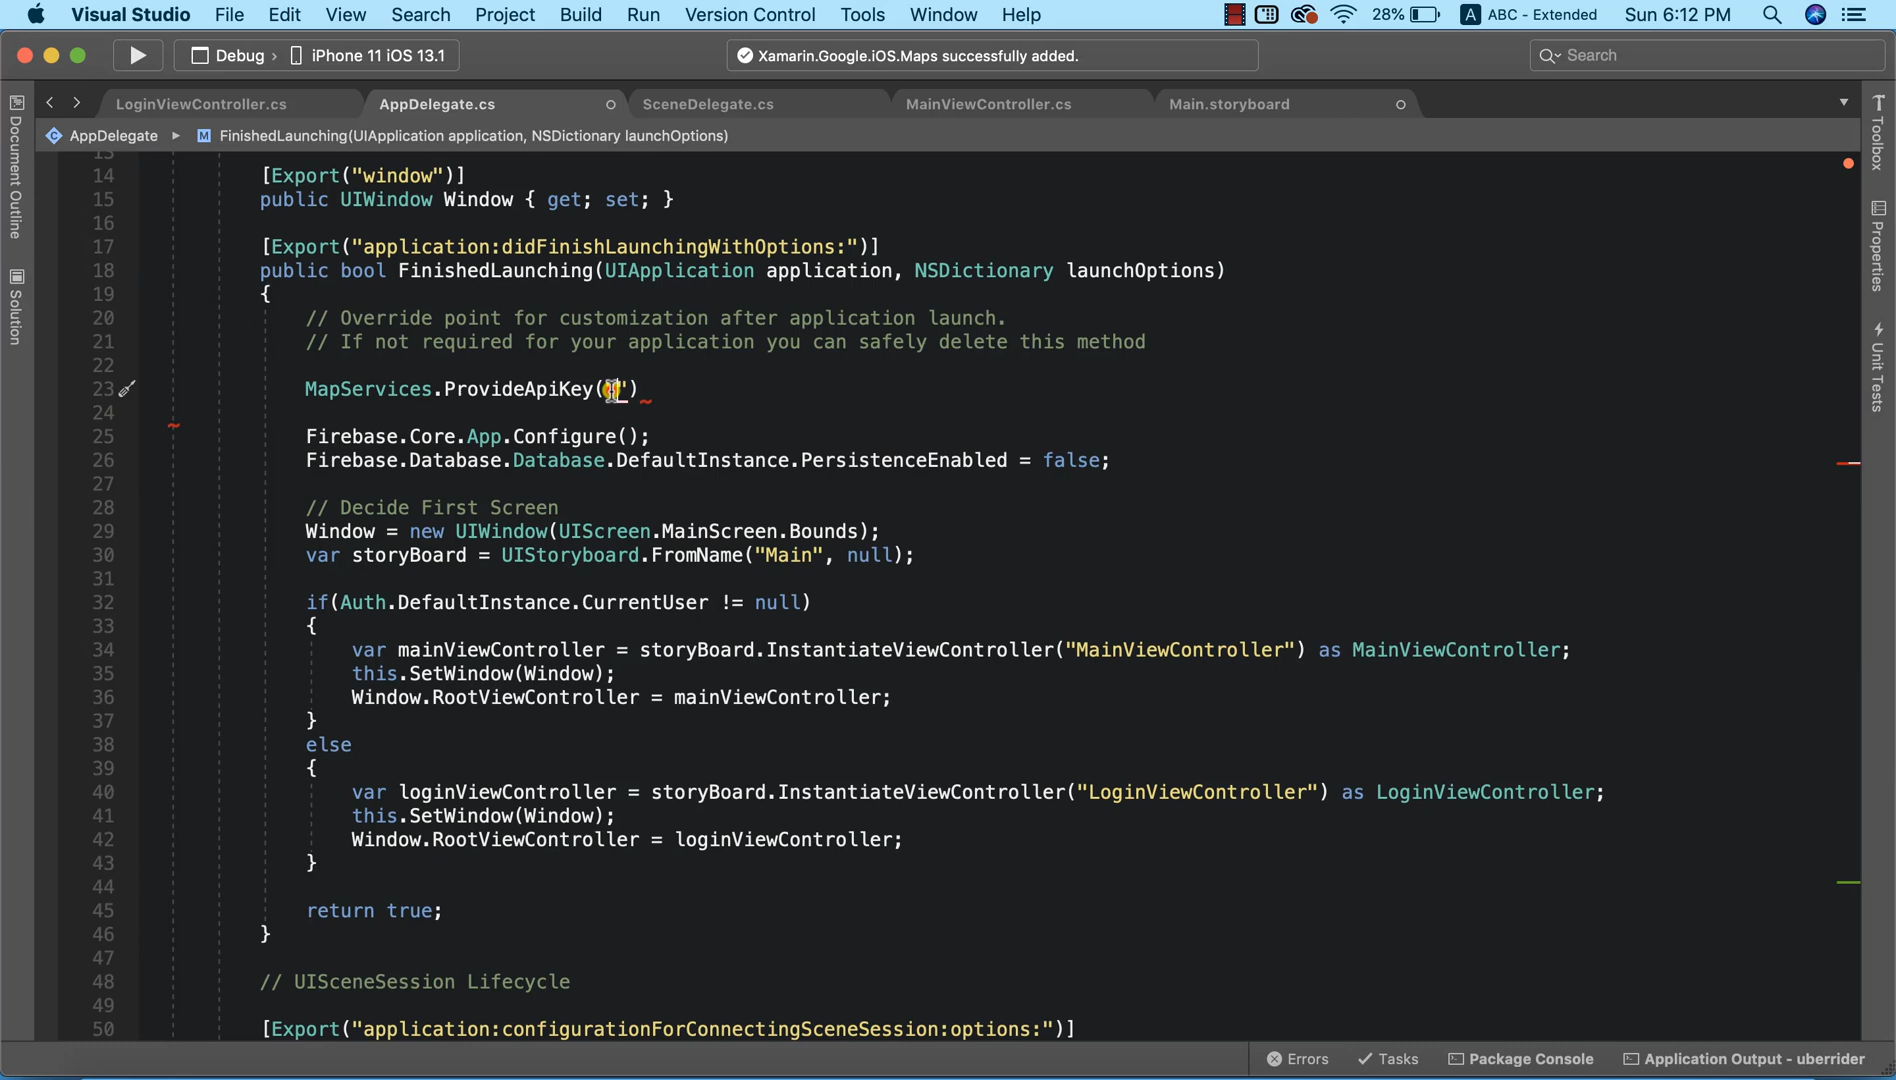 Visual Studio File Edit View Search Project Build Run Version Control Tools Window Help 28% A ABC - Extended Sun 6:12 PM
Debug › iPhone 11 iOS 13.1 Xamarin.Google.iOS.Maps successfully added. Search
LoginViewController.cs AppDelegate.cs SceneDelegate.cs MainViewController.cs Main.storyboard
AppDelegate ▸ M FinishedLaunching(UIApplication application, NSDictionary launchOptions)
Document Outline
Solution
Toolbox
Properties
Unit Tests
13
14 [Export("window")]
15 public UIWindow Window { get; set; }
16
17 [Export("application:didFinishLaunchingWithOptions:")]
18 public bool FinishedLaunching(UIApplication application, NSDictionary launchOptions)
19 {
20 // Override point for customization after application launch.
21 // If not required for your application you can safely delete this method
22
23 MapServices.ProvideApiKey("")
24
25 Firebase.Core.App.Configure();
26 Firebase.Database.Database.DefaultInstance.PersistenceEnabled = false;
27
28 // Decide First Screen
29 Window = new UIWindow(UIScreen.MainScreen.Bounds);
30 var storyBoard = UIStoryboard.FromName("Main", null);
31
32 if(Auth.DefaultInstance.CurrentUser != null)
33 {
34 var mainViewController = storyBoard.InstantiateViewController("MainViewController") as MainViewController;
35 this.SetWindow(Window);
36 Window.RootViewController = mainViewController;
37 }
38 else
39 {
40 var loginViewController = storyBoard.InstantiateViewController("LoginViewController") as LoginViewController;
41 this.SetWindow(Window);
42 Window.RootViewController = loginViewController;
43 }
44
45 return true;
46 }
47
48 // UISceneSession Lifecycle
49
50 [Export("application:configurationForConnectingSceneSession:options:")]
Errors Tasks Package Console Application Output - uberrider